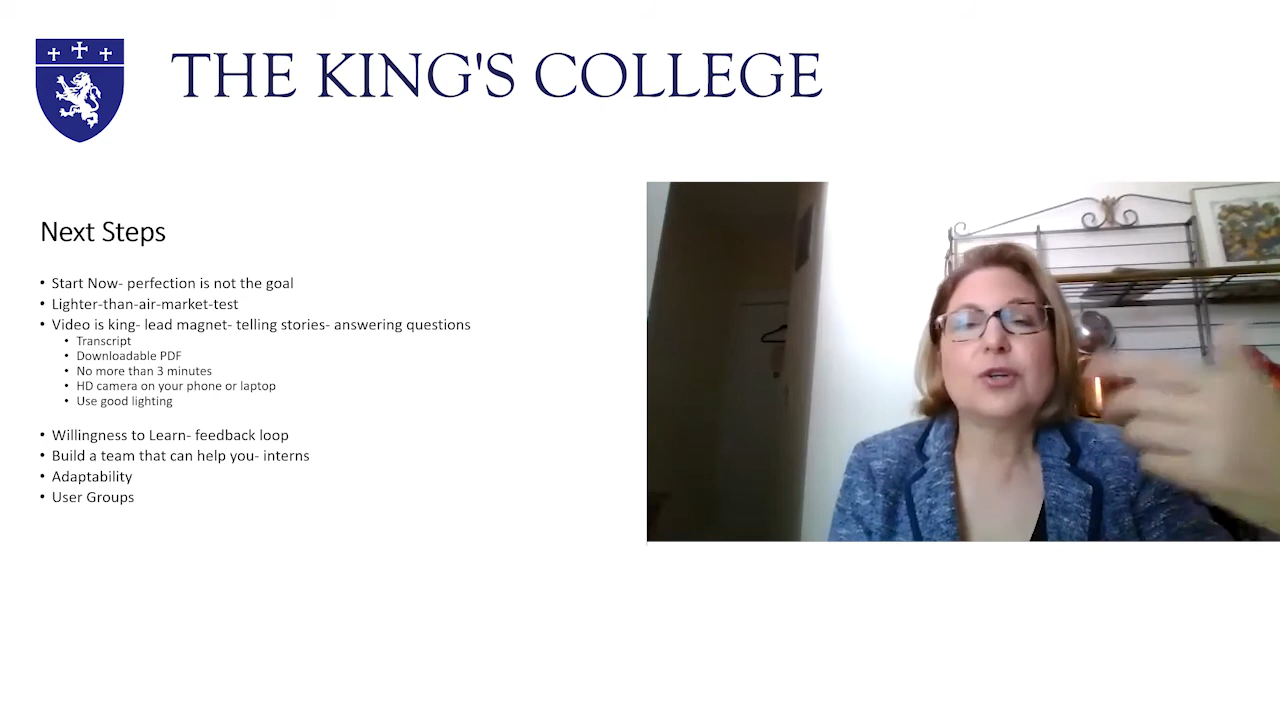 THE KING'S COLLEGE
Next Steps
• Start Now- perfection is not the goal
• Lighter-than-air-market-test
• Video is king- lead magnet- telling stories- answering questions
• Transcript
• Downloadable PDF
• No more than 3 minutes
• HD camera on your phone or laptop
• Use good lighting
• Willingness to Learn- feedback loop
• Build a team that can help you- interns
• Adaptability
• User Groups